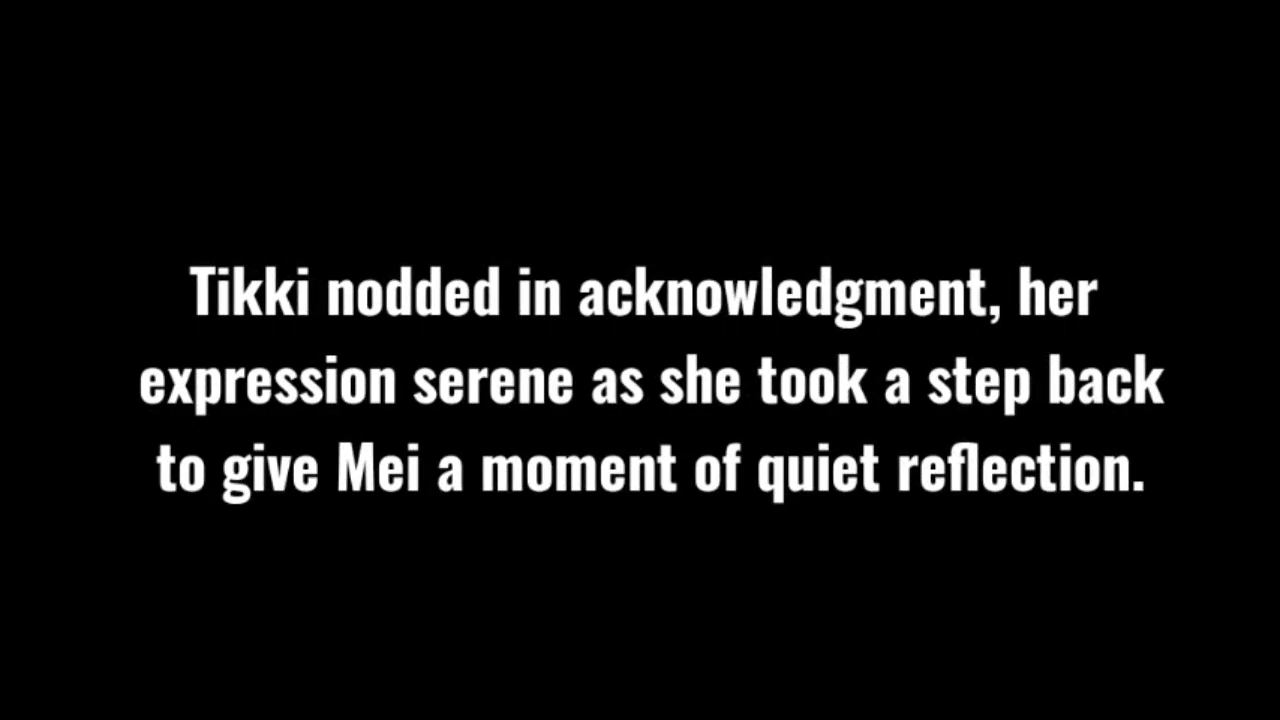 Tikki nodded in acknowledgment, her
expression serene as she took a step back
to give Mei a moment of quiet reflection.